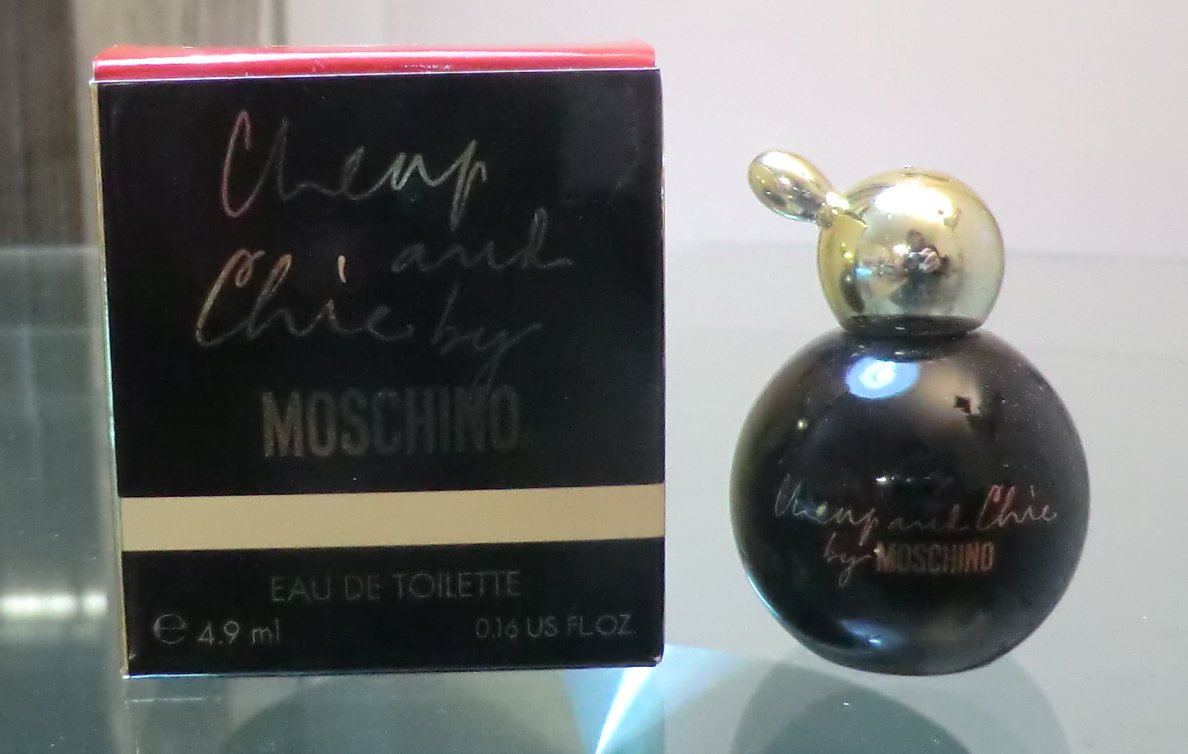 Cheap
and
Chic by
MOSCHINO
EAU DE TOILETTE
℮ 4.9 ml 0.16 US FL.OZ.
Cheap and Chic
by MOSCHINO